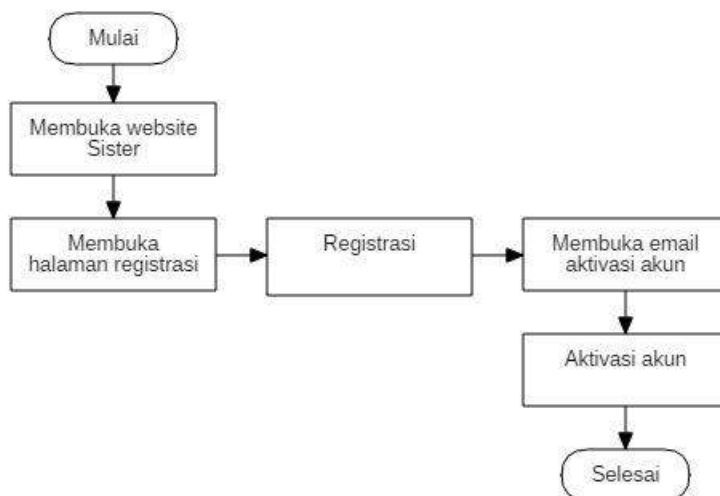 Mulai
Membuka website
Sister
Membuka
halaman registrasi
Registrasi
Membuka email
aktivasi akun
Aktivasi akun
Selesai